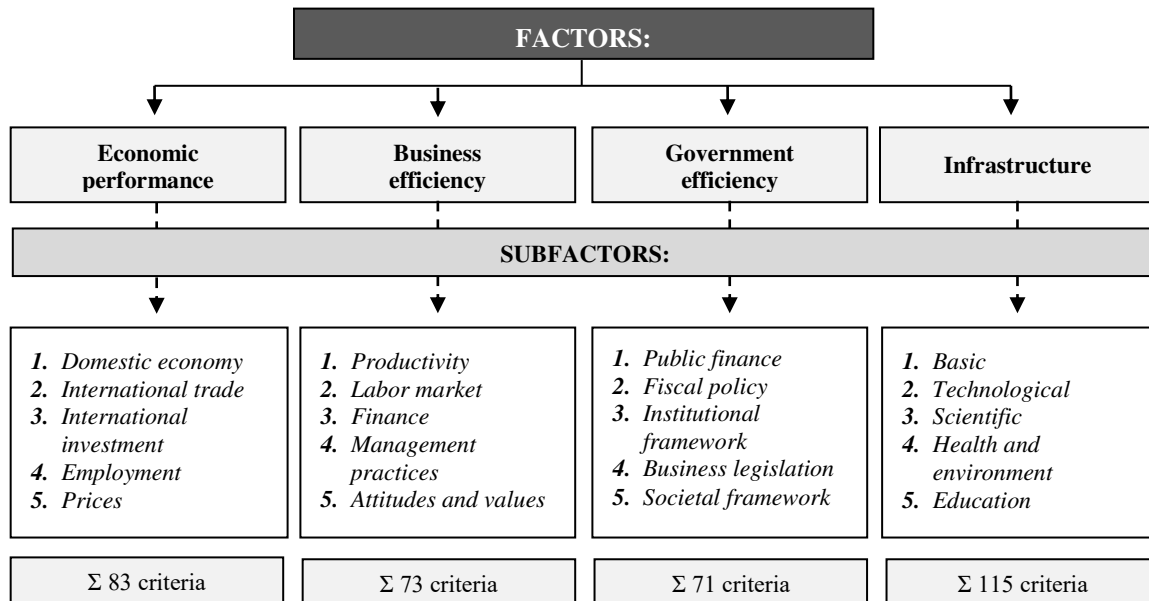 FACTORS:
Economic
performance
Business
efficiency
Government
efficiency
Infrastructure
SUBFACTORS:
1. Domestic economy
2. International trade
3. International
investment
4. Employment
5. Prices
1. Productivity
2. Labor market
3. Finance
4. Management
practices
5. Attitudes and values
1. Public finance
2. Fiscal policy
3. Institutional
framework
4. Business legislation
5. Societal framework
1. Basic
2. Technological
3. Scientific
4. Health and
environment
5. Education
Σ 83 criteria
Σ 73 criteria
Σ 71 criteria
Σ 115 criteria